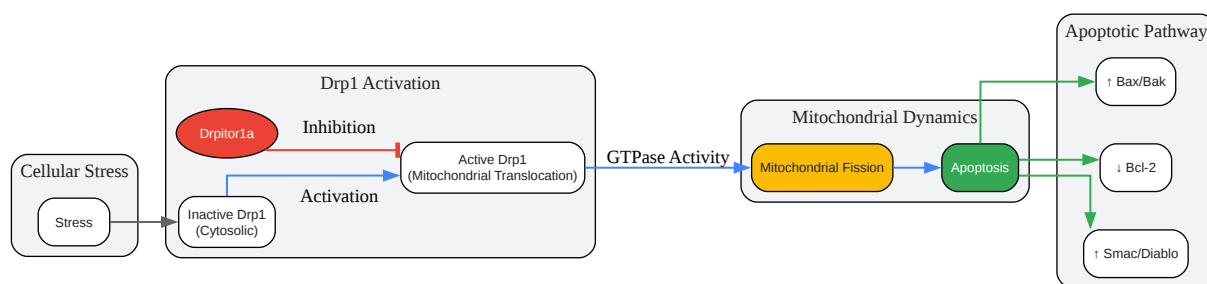 Cellular Stress
Stress
Drp1 Activation
Drpitor1a
Inhibition
Activation
Inactive Drp1
(Cytosolic)
Active Drp1
(Mitochondrial Translocation)
GTPase Activity
Mitochondrial Dynamics
Mitochondrial Fission
Apoptosis
Apoptotic Pathway
↑ Bax/Bak
↓ Bcl-2
↑ Smac/Diablo